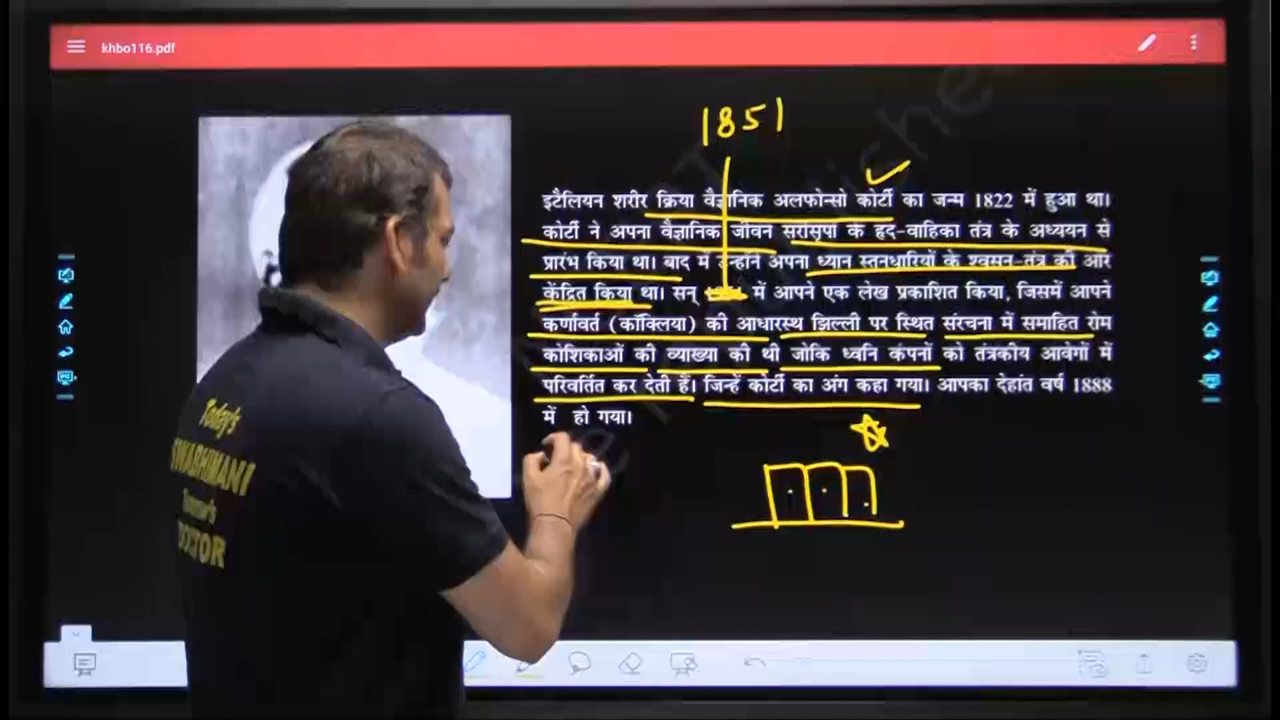 khbo116.pdf
1851
इटैलियन शरीर क्रिया वैज्ञानिक अलफोन्सो कोर्टी का जन्म 1822 में हुआ था।
कोर्टी ने अपना वैज्ञानिक जीवन सरीसृपों के हृद-वाहिका तंत्र के अध्ययन से
प्रारंभ किया था। बाद में उन्होंने अपना ध्यान स्तनधारियों के श्वसन-तंत्र की ओर
केंद्रित किया था। सन् में आपने एक लेख प्रकाशित किया, जिसमें आपने
कर्णावर्त (कॉक्लिया) की आधारस्थ झिल्ली पर स्थित संरचना में समाहित रोम
कोशिकाओं की व्याख्या की थी जोकि ध्वनि कंपनों को तंत्रकीय आवेगों में
परिवर्तित कर देती हैं। जिन्हें कोर्टी का अंग कहा गया। आपका देहांत वर्ष 1888
में हो गया।
Today's
Tomorrow's
DOCTOR